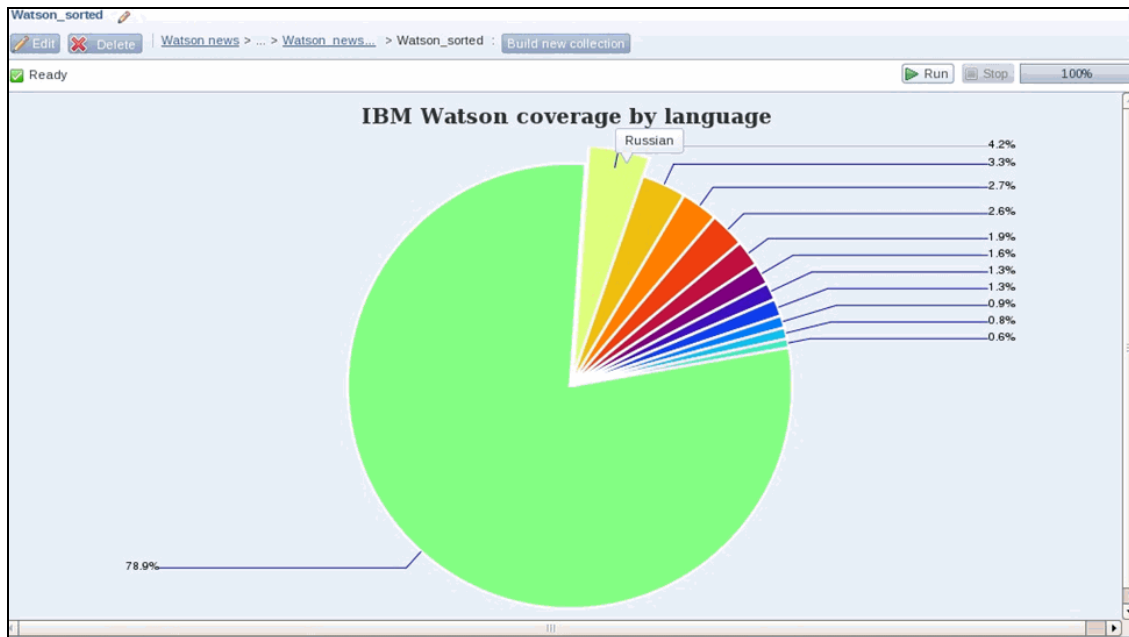 Watson_sorted
Edit Delete Watson news > ... > Watson_news... > Watson_sorted : Build new collection
Ready Run Stop 100%
IBM Watson coverage by language
Russian
4.2%
3.3%
2.7%
2.6%
1.9%
1.6%
1.3%
1.3%
0.9%
0.8%
0.6%
78.9%